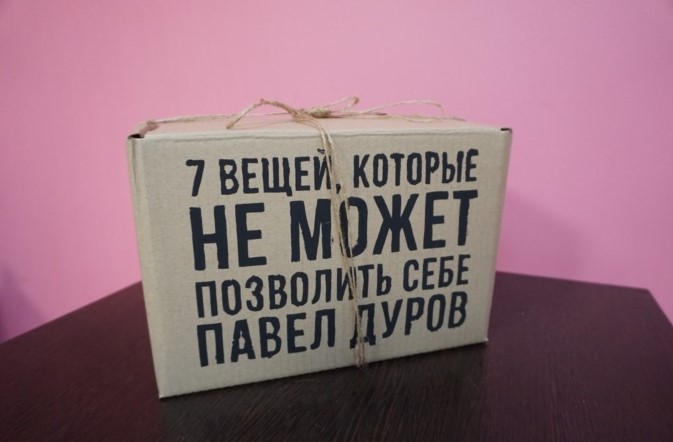 7 ВЕЩЕЙ, КОТОРЫЕ
НЕ МОЖЕТ
ПОЗВОЛИТЬ СЕБЕ
ПАВЕЛ ДУРОВ